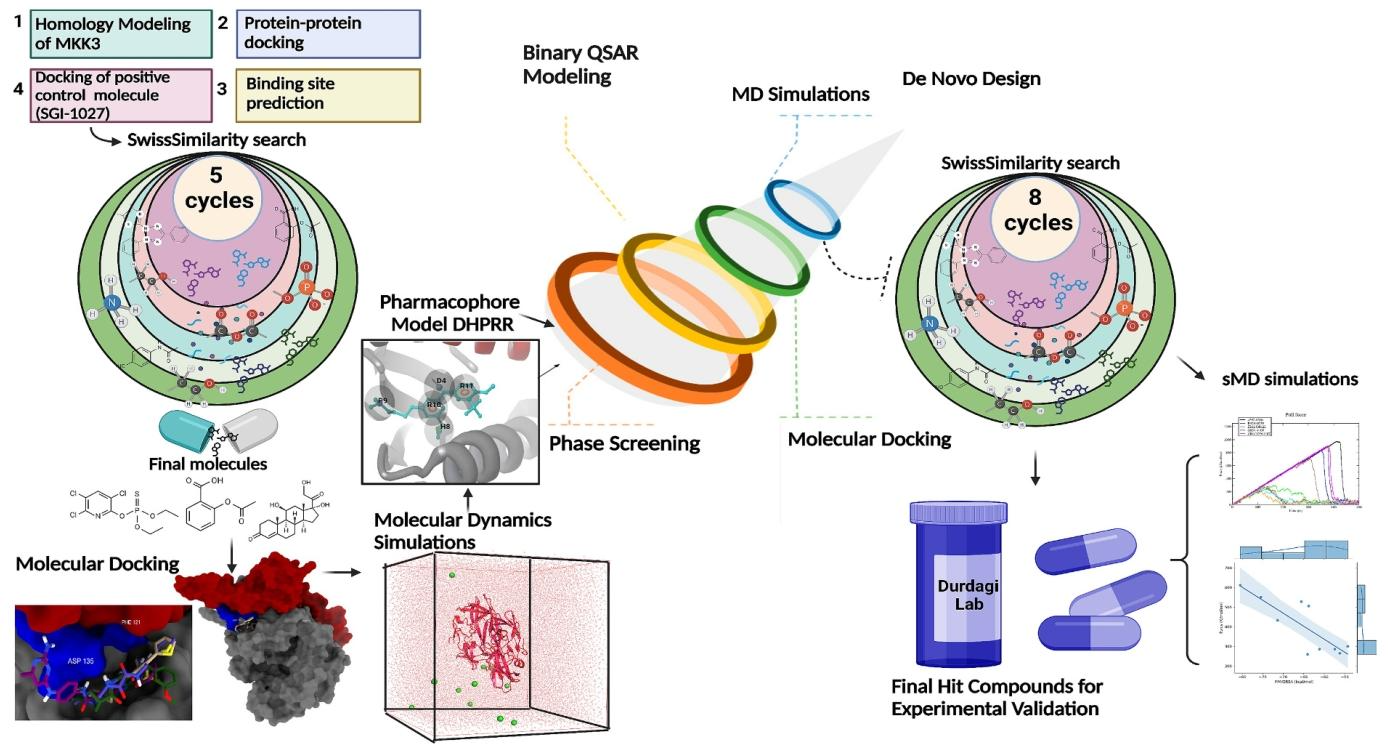 1
Homology Modeling
of MKK3
2
Protein-protein
docking
4
Docking of positive
control molecule
(SGI-1027)
3
Binding site
prediction
SwissSimilarity search
5
cycles
Final molecules
Molecular Docking
PHE 121
ASP 135
Molecular Dynamics
Simulations
Pharmacophore
Model DHPRR
D4
R11
R10
H8
Binary QSAR
Modeling
MD Simulations
De Novo Design
Phase Screening
Molecular Docking
SwissSimilarity search
8
cycles
sMD simulations
Pull force
Durdagi
Lab
Final Hit Compounds for
Experimental Validation